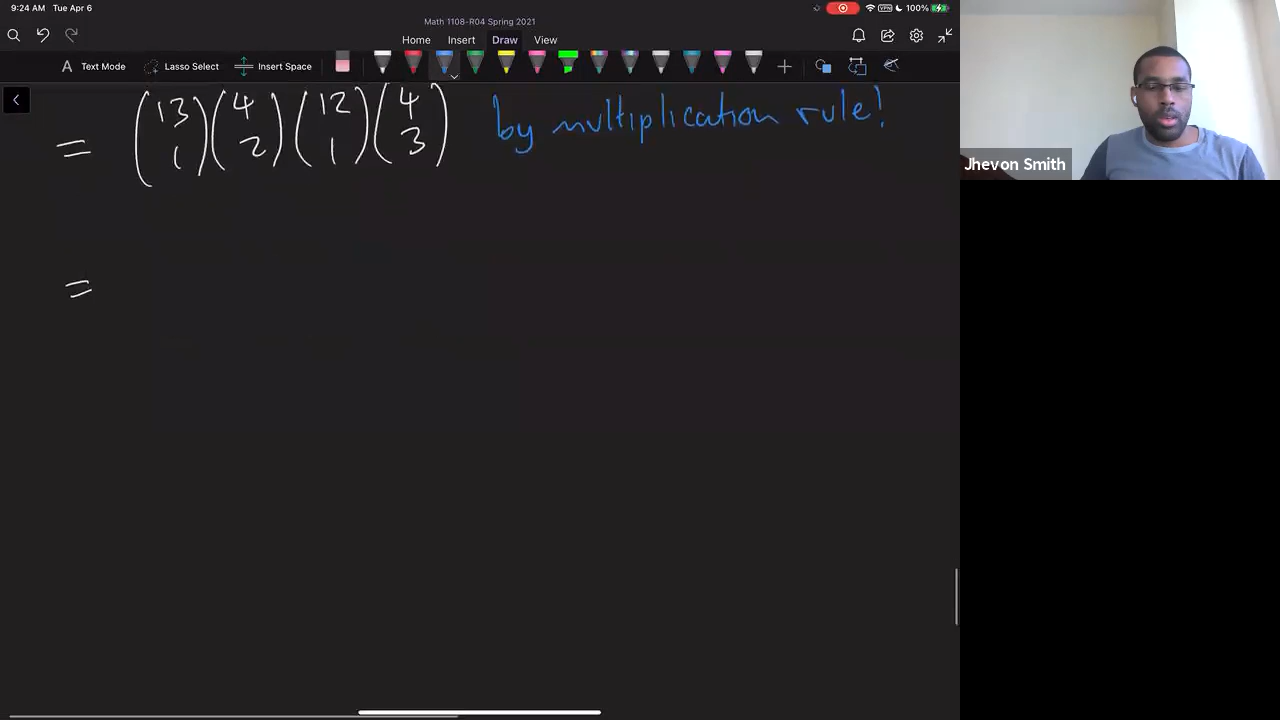 9:24 AM Tue Apr 6
100%
Math 1108-R04 Spring 2021
Home Insert Draw View
Text Mode Lasso Select Insert Space
= (13 1)(4 2)(12 1)(4 3) by multiplication rule!
=
Jhevon Smith